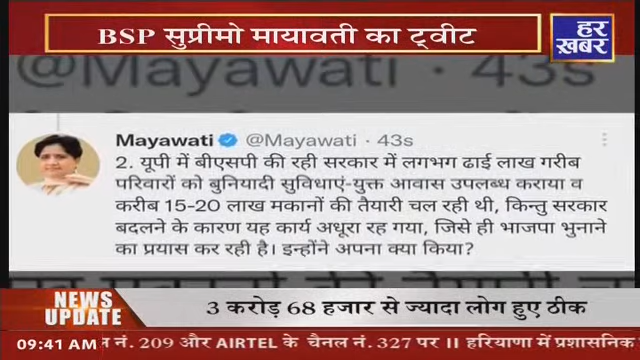 BSP सुप्रीमो मायावती का ट्वीट
हर
ख़बर
@Mayawati · 43s
Mayawati @Mayawati · 43s
2. यूपी में बीएसपी की रही सरकार में लगभग ढाई लाख गरीब
परिवारों को बुनियादी सुविधाएं-युक्त आवास उपलब्ध कराया व
करीब 15-20 लाख मकानों की तैयारी चल रही थी, किन्तु सरकार
बदलने के कारण यह कार्य अधूरा रह गया, जिसे ही भाजपा भुनाने
का प्रयास कर रही है। इन्होंने अपना क्या किया?
NEWS
UPDATE
3 करोड़ 68 हजार से ज्यादा लोग हुए ठीक
09:41 AM
नं. 209 और AIRTEL के चैनल नं.327 पर II हरियाणा में प्रशासनिक